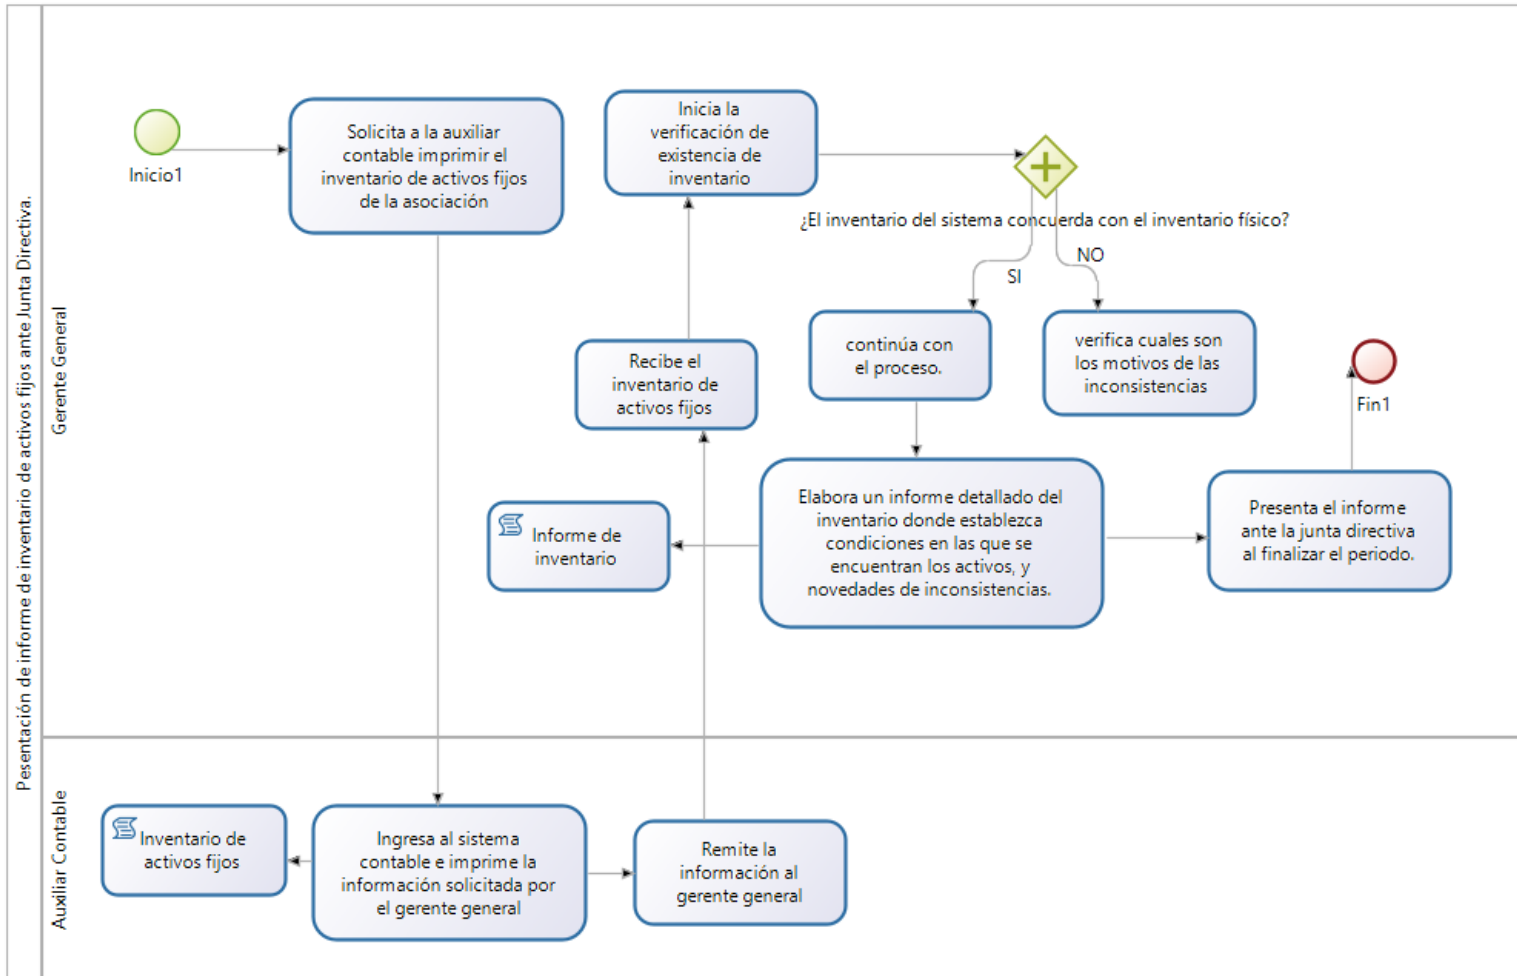 Pesentación de informe de inventario de activos fijos ante Junta Directiva.
Gerente General
Inicio1
Solicita a la auxiliar
contable imprimir el
inventario de activos fijos
de la asociación
Inicia la
verificación de
existencia de
inventario
¿El inventario del sistema concuerda con el inventario físico?
SI
NO
Recibe el
inventario de
activos fijos
continúa con
el proceso.
verifica cuales son
los motivos de las
inconsistencias
Fin1
Informe de
inventario
Elabora un informe detallado del
inventario donde establezca
condiciones en las que se
encuentran los activos, y
novedades de inconsistencias.
Presenta el informe
ante la junta directiva
al finalizar el periodo.
Auxiliar Contable
Inventario de
activos fijos
Ingresa al sistema
contable e imprime la
información solicitada por
el gerente general
Remite la
información al
gerente general